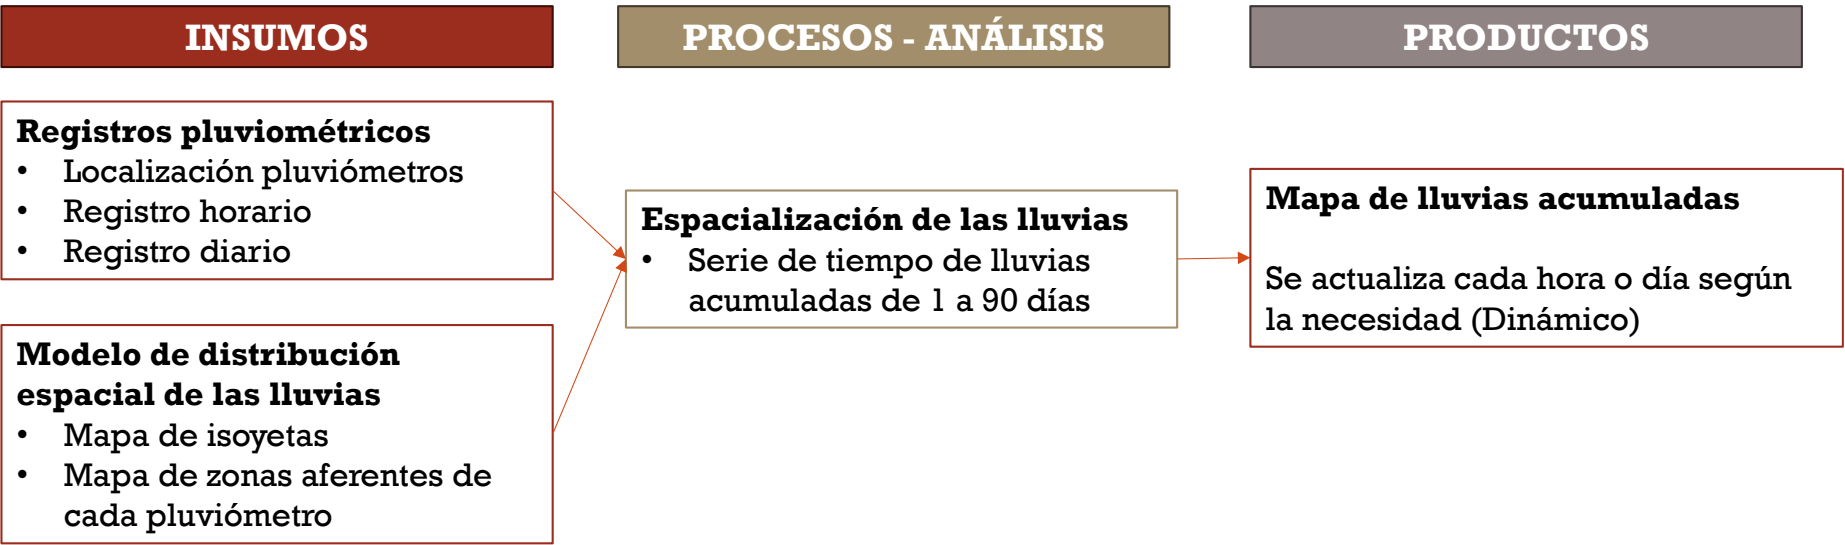 INSUMOS
PROCESOS - ANÁLISIS
PRODUCTOS
Registros pluviométricos
• Localización pluviómetros
• Registro horario
• Registro diario
Modelo de distribución
espacial de las lluvias
• Mapa de isoyetas
• Mapa de zonas aferentes de
cada pluviómetro
Espacialización de las lluvias
• Serie de tiempo de lluvias
acumuladas de 1 a 90 días
Mapa de lluvias acumuladas
Se actualiza cada hora o día según
la necesidad (Dinámico)